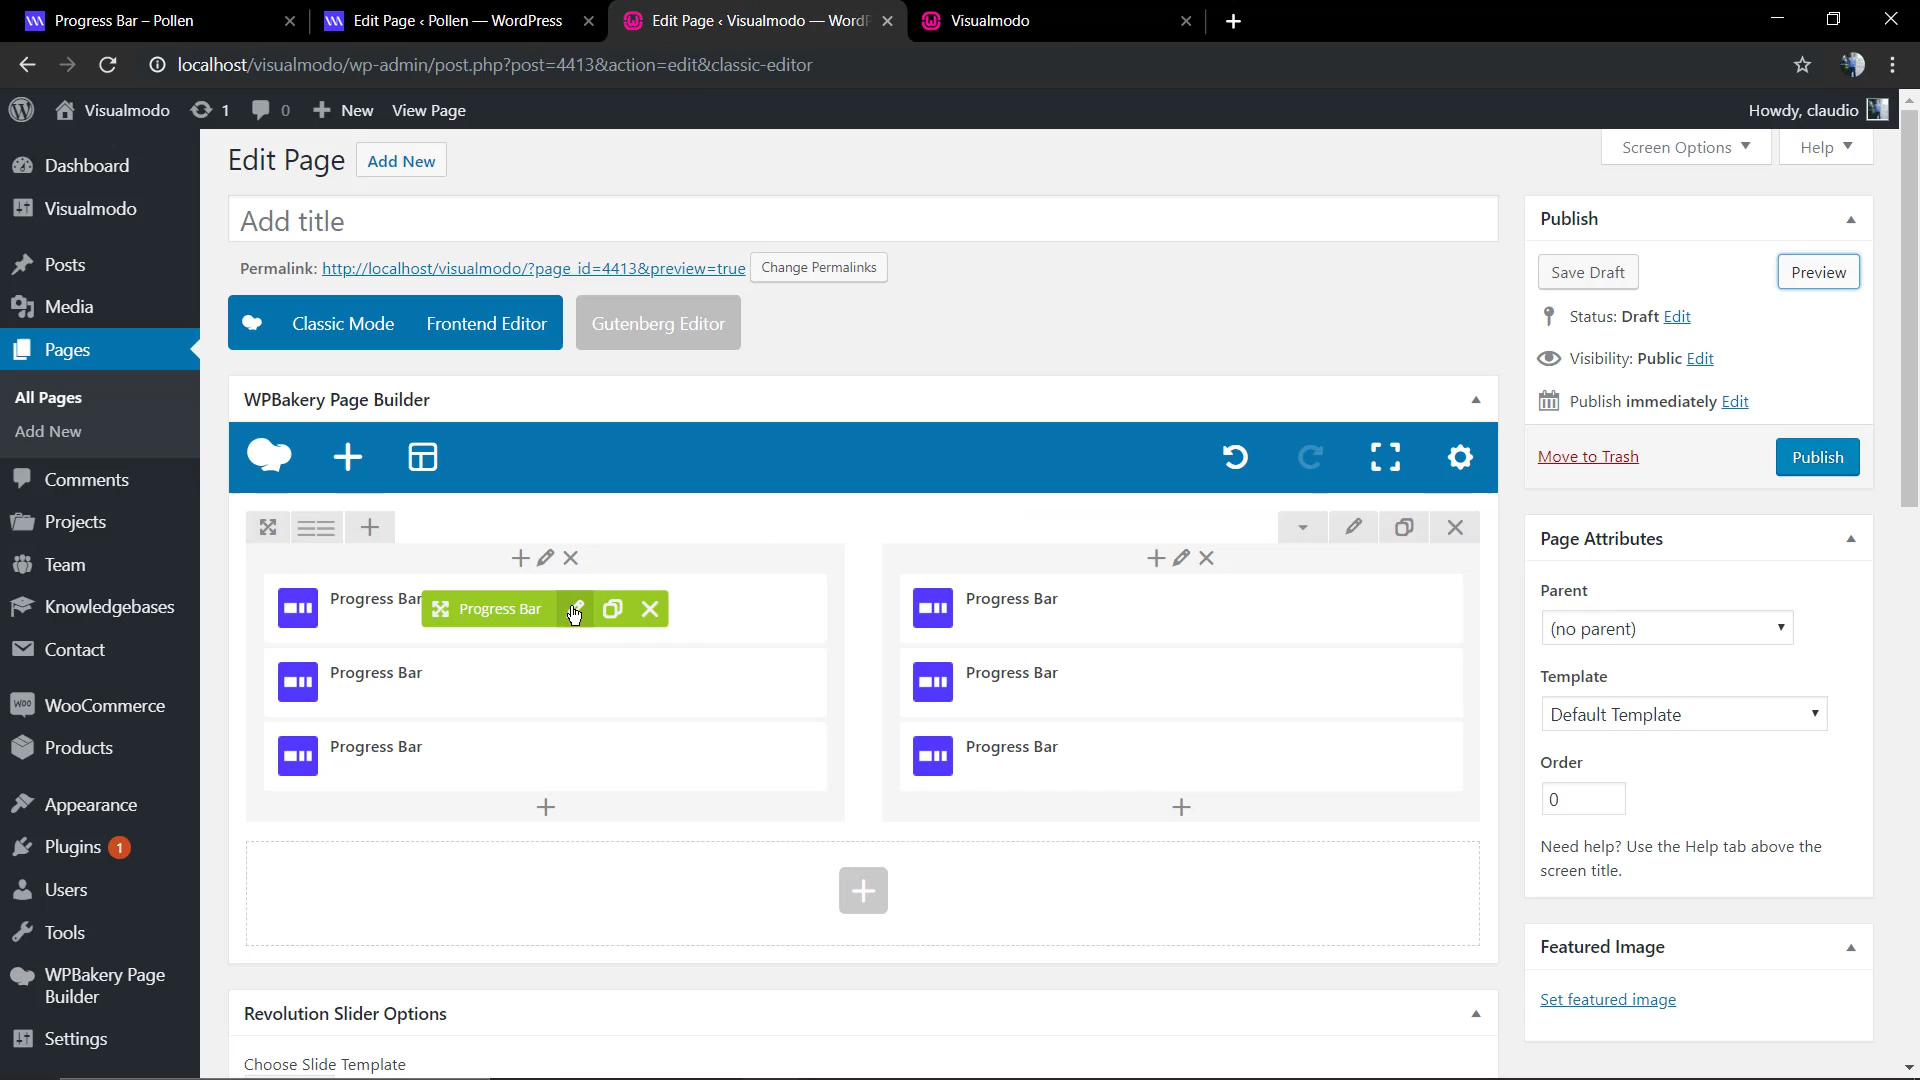 Progress Bar – Pollen
Edit Page ‹ Pollen — WordPress
Edit Page ‹ Visualmodo — WordP
Visualmodo
localhost/visualmodo/wp-admin/post.php?post=4413&action=edit&classic-editor
Visualmodo
1
0
New
View Page
Howdy, claudio
Dashboard
Visualmodo
Posts
Media
Pages
All Pages
Add New
Comments
Projects
Team
Knowledgebases
Contact
WooCommerce
Products
Appearance
Plugins 1
Users
Tools
WPBakery Page
Builder
Settings
Edit Page
Add New
Screen Options
Help
Add title
Permalink: http://localhost/visualmodo/?page_id=4413&preview=true
Change Permalinks
Classic Mode
Frontend Editor
Gutenberg Editor
WPBakery Page Builder
Progress Bar
Progress Bar
Progress Bar
Progress Bar
Progress Bar
Progress Bar
Progress Bar
Revolution Slider Options
Choose Slide Template
Publish
Save Draft
Preview
Status: Draft Edit
Visibility: Public Edit
Publish immediately Edit
Move to Trash
Publish
Page Attributes
Parent
(no parent)
Template
Default Template
Order
0
Need help? Use the Help tab above the
screen title.
Featured Image
Set featured image